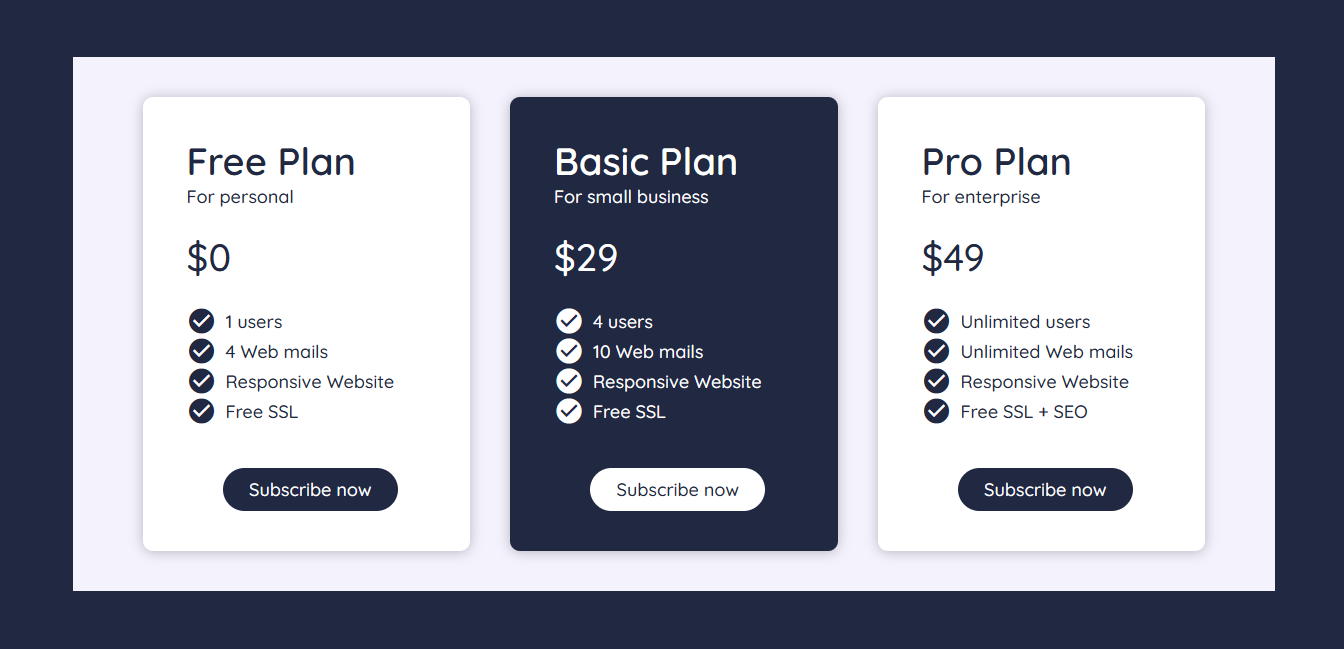 Free Plan
For personal
$0
1 users
4 Web mails
Responsive Website
Free SSL
Subscribe now
Basic Plan
For small business
$29
4 users
10 Web mails
Responsive Website
Free SSL
Subscribe now
Pro Plan
For enterprise
$49
Unlimited users
Unlimited Web mails
Responsive Website
Free SSL + SEO
Subscribe now